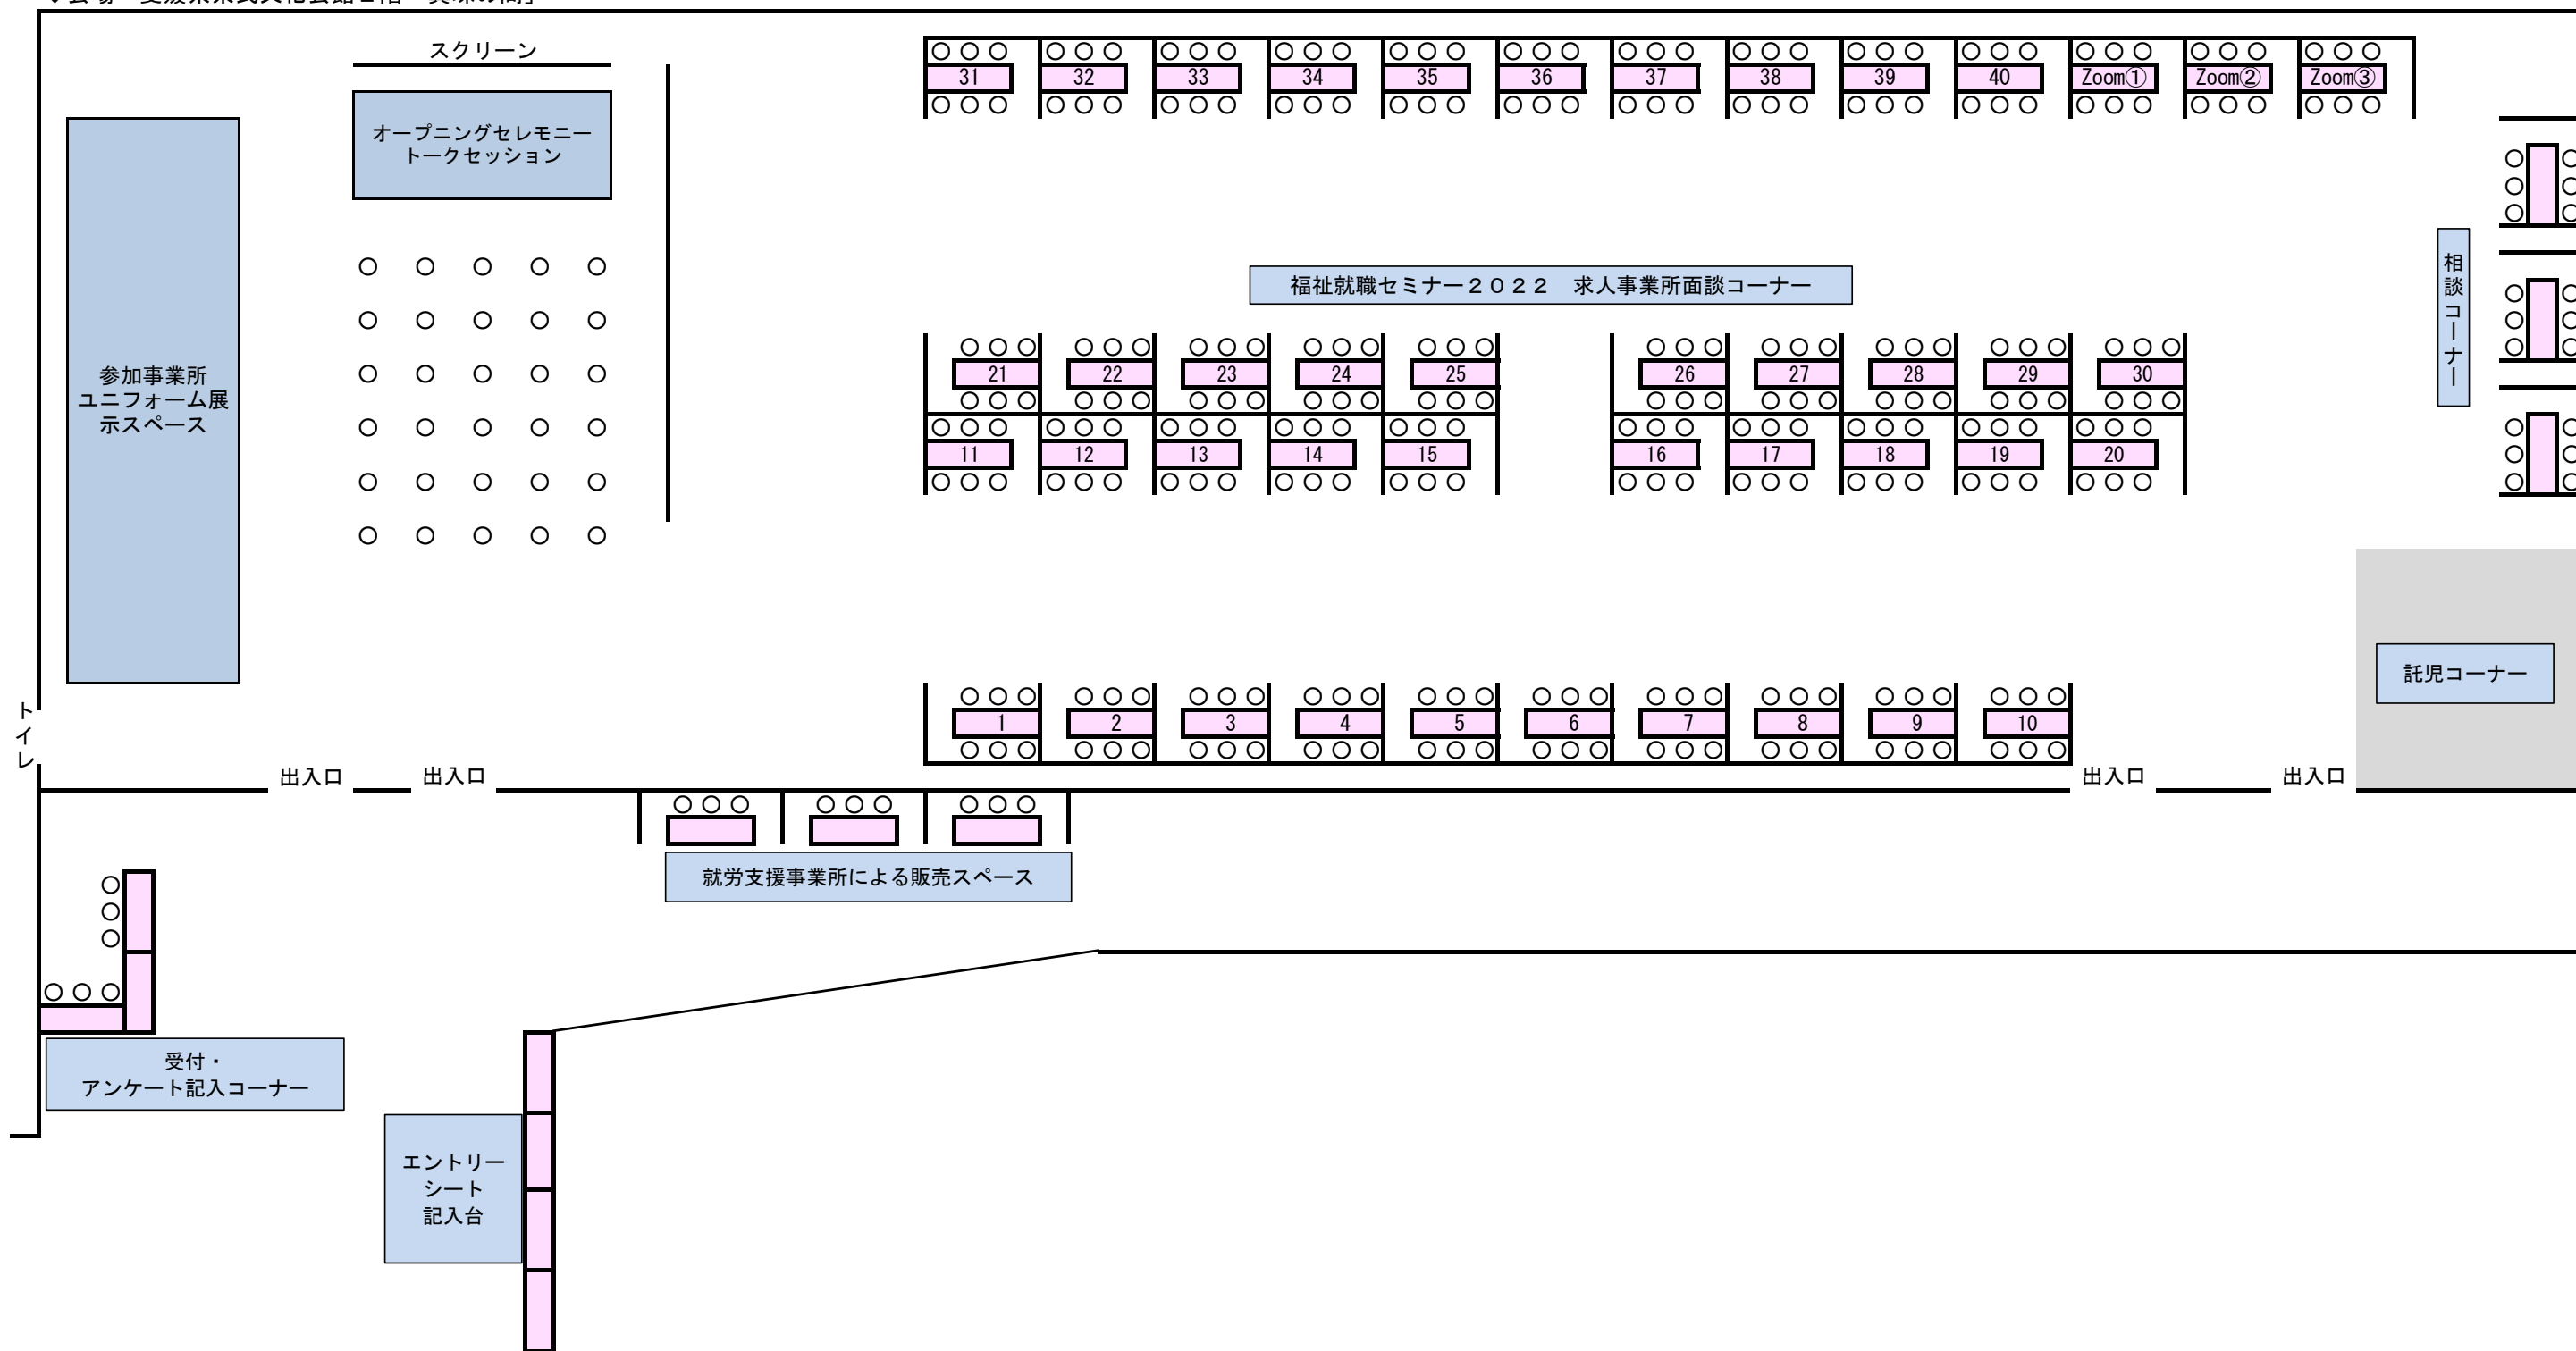 スクリーン
31 32 33 34 35 36 37 38 39 40 Zoom① Zoom② Zoom③
オープニングセレモニー
トークセッション
福祉就職セミナー２０２２　求人事業所面談コーナー
相談コーナー
参加事業所
ユニフォーム展
示スペース
21 22 23 24 25 26 27 28 29 30
11 12 13 14 15 16 17 18 19 20
託児コーナー
トイレ
1 2 3 4 5 6 7 8 9 10
出入口 出入口 出入口 出入口
就労支援事業所による販売スペース
受付・
アンケート記入コーナー
エントリー
シート
記入台